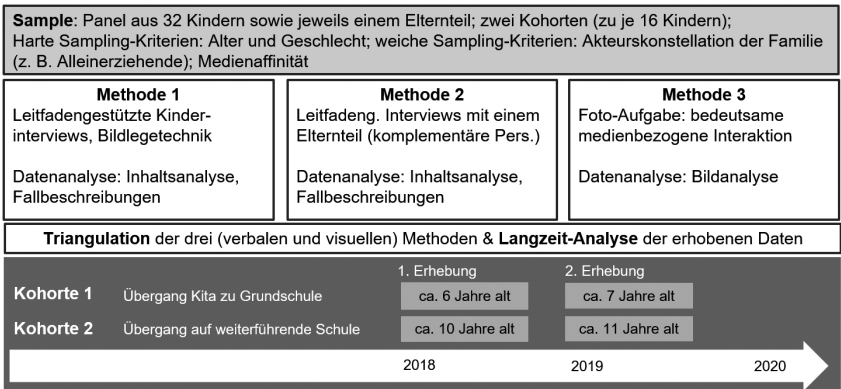 Sample: Panel aus 32 Kindern sowie jeweils einem Elternteil; zwei Kohorten (zu je 16 Kindern);
Harte Sampling-Kriterien: Alter und Geschlecht; weiche Sampling-Kriterien: Akteurskonstellation der Familie
(z. B. Alleinerziehende); Medienaffinität
Methode 1
Leitfadengestützte Kinder-
interviews, Bildlegetechnik
Datenanalyse: Inhaltsanalyse,
Fallbeschreibungen
Methode 2
Leitfadeng. Interviews mit einem
Elternteil (komplementäre Pers.)
Datenanalyse: Inhaltsanalyse,
Fallbeschreibungen
Methode 3
Foto-Aufgabe: bedeutsame
medienbezogene Interaktion
Datenanalyse: Bildanalyse
Triangulation der drei (verbalen und visuellen) Methoden & Langzeit-Analyse der erhobenen Daten
1. Erhebung 2. Erhebung
Kohorte 1 Übergang Kita zu Grundschule ca. 6 Jahre alt ca. 7 Jahre alt
Kohorte 2 Übergang auf weiterführende Schule ca. 10 Jahre alt ca. 11 Jahre alt
2018 2019 2020